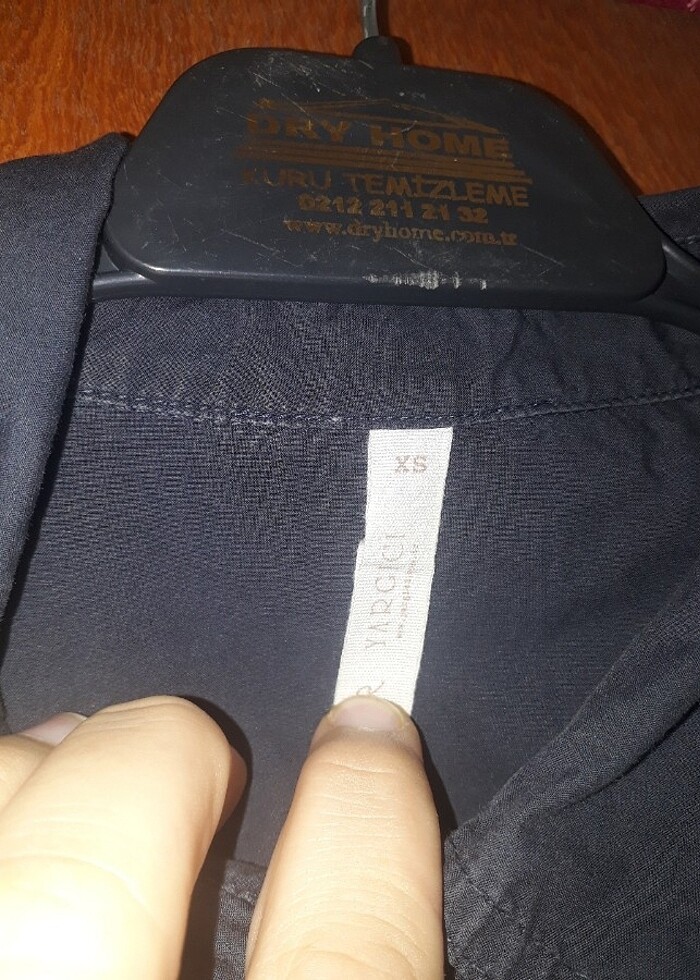 DRY HOME
KURU TEMİZLEME
0212 211 21 32
www.dryhome.com.tr
XS
YARGICI
R